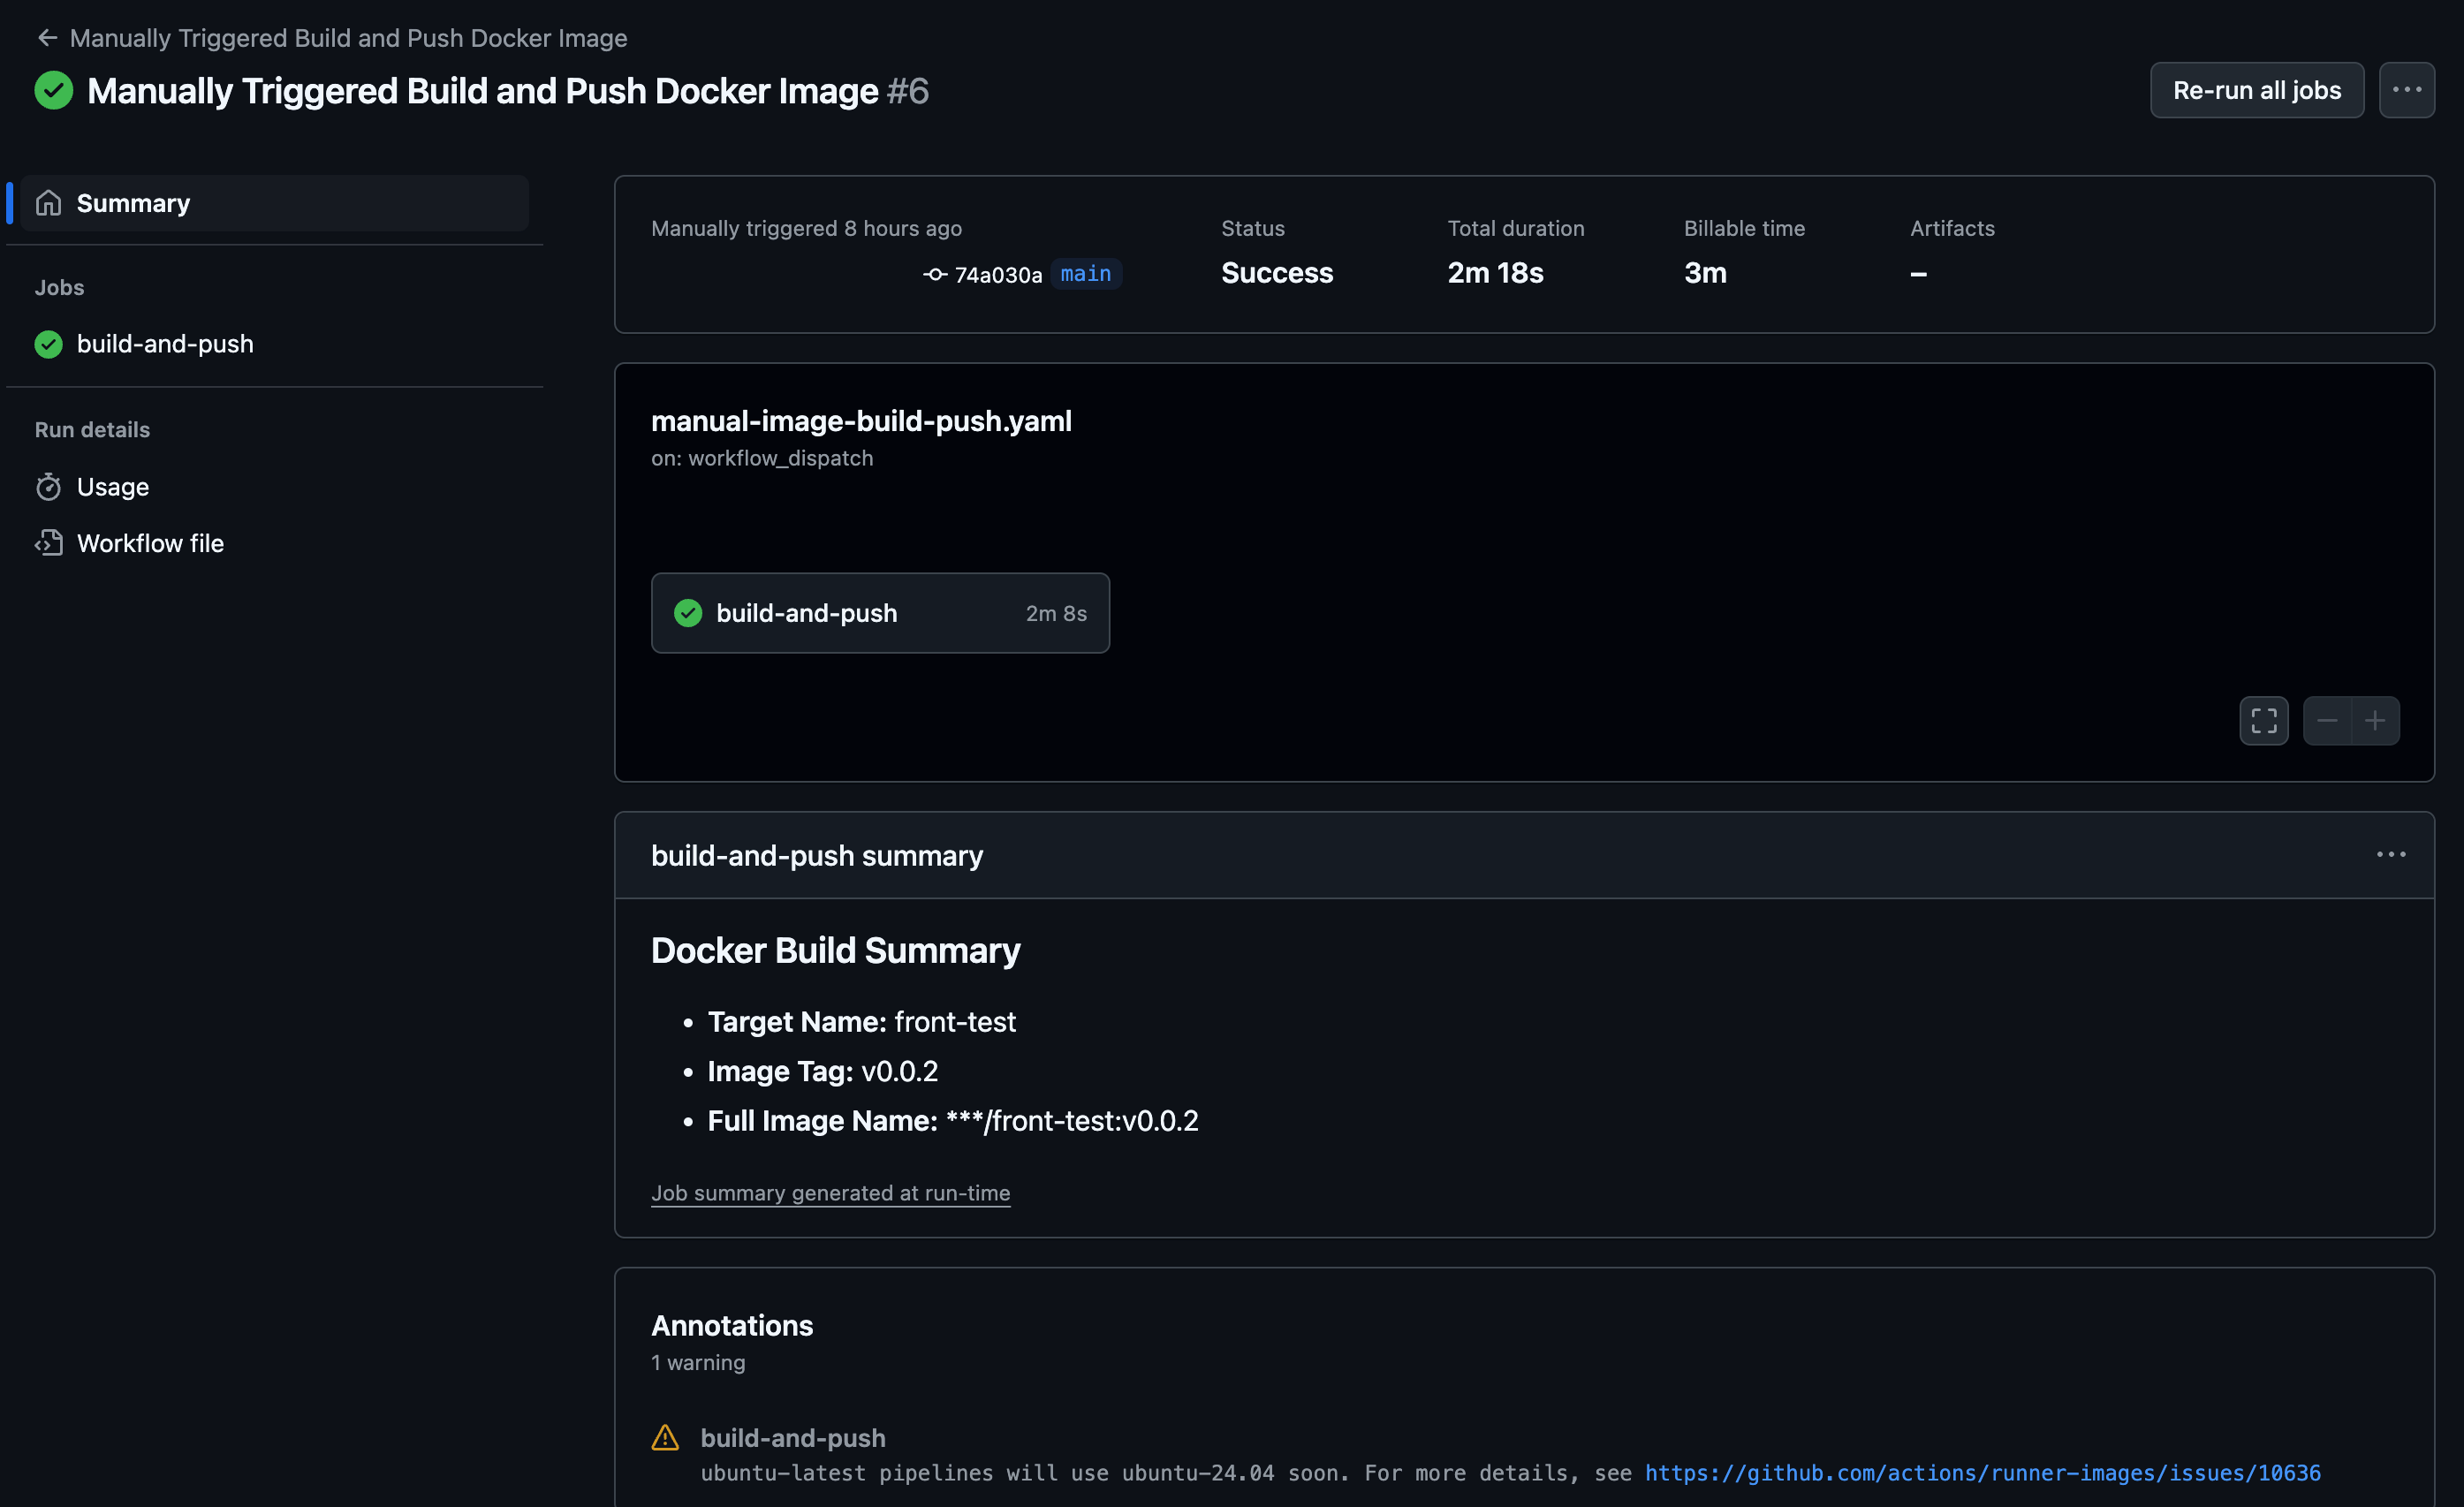 Manually Triggered Build and Push Docker Image
Manually Triggered Build and Push Docker Image #6
Re-run all jobs
Summary
Jobs
build-and-push
Run details
Usage
Workflow file
Manually triggered 8 hours ago
74a030a main
Status
Success
Total duration
2m 18s
Billable time
3m
Artifacts
–
manual-image-build-push.yaml
on: workflow_dispatch
build-and-push 2m 8s
build-and-push summary
Docker Build Summary
• Target Name: front-test
• Image Tag: v0.0.2
• Full Image Name: ***/front-test:v0.0.2
Job summary generated at run-time
Annotations
1 warning
build-and-push
ubuntu-latest pipelines will use ubuntu-24.04 soon. For more details, see https://github.com/actions/runner-images/issues/10636